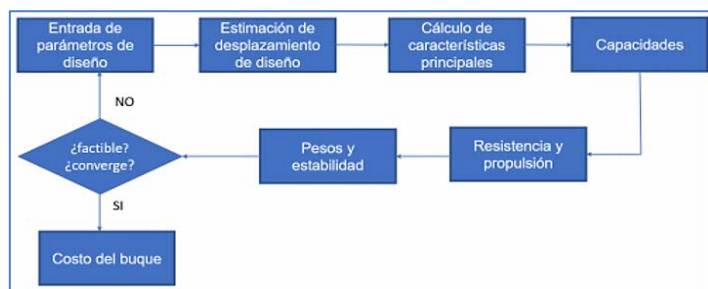 Entrada de
parámetros de
diseño
Estimación de
desplazamiento
de diseño
Cálculo de
características
principales
Capacidades
Resistencia y
propulsión
Pesos y
estabilidad
¿factible?
¿converge?
NO
SI
Costo del buque